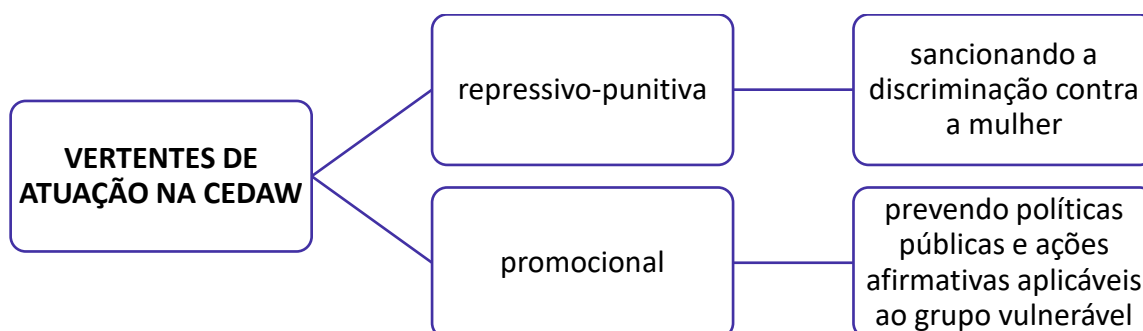 VERTENTES DE
ATUAÇÃO NA CEDAW
repressivo-punitiva
sancionando a
discriminação contra
a mulher
promocional
prevendo políticas
públicas e ações
afirmativas aplicáveis
ao grupo vulnerável